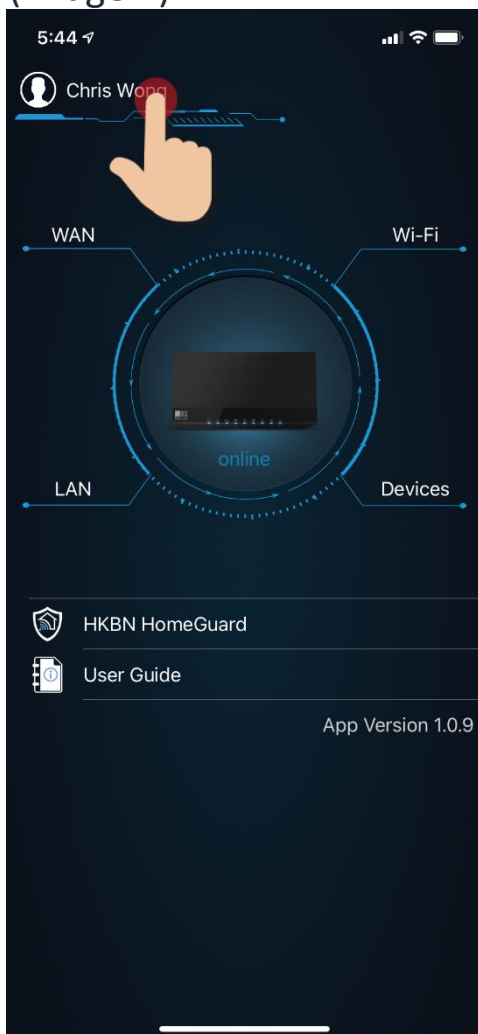 5:44
Chris Wong
WAN
Wi-Fi
online
LAN
Devices
HKBN HomeGuard
User Guide
App Version 1.0.9